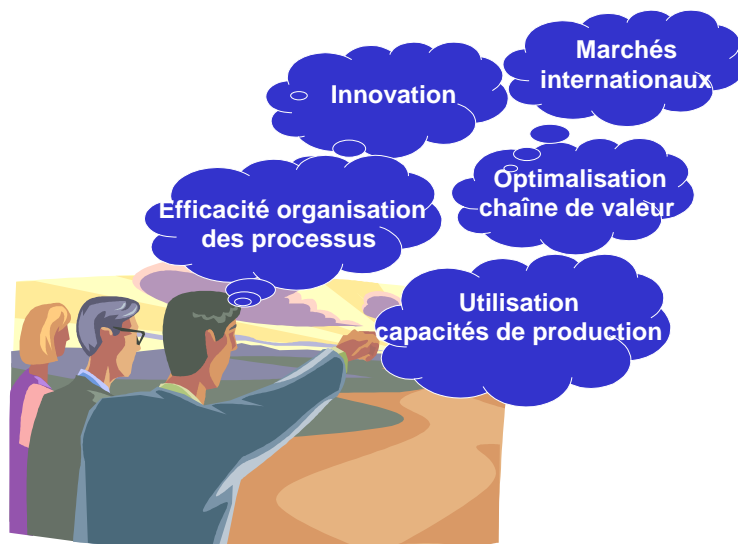 Marchés
internationaux
Innovation
Optimalisation
chaîne de valeur
Efficacité organisation
des processus
Utilisation
capacités de production